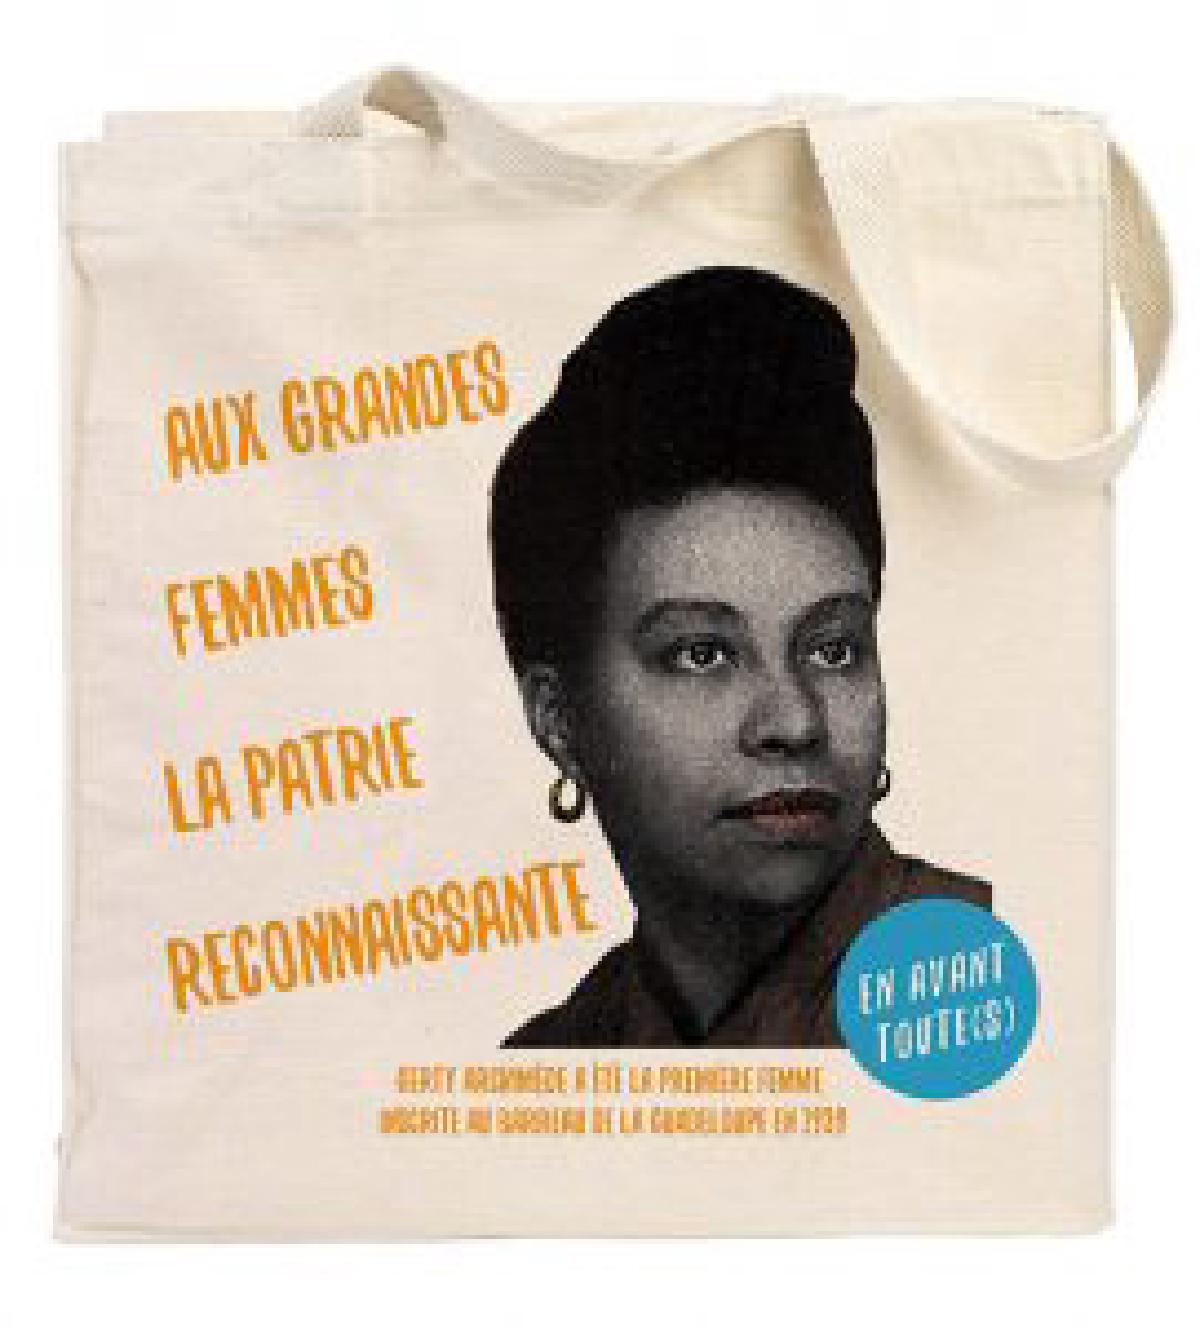 AUX GRANDES
FEMMES
LA PATRIE
RECONNAISSANTE
EN AVANT
TOUTE(S)
GERTY ARCHIMÈDE A ÉTÉ LA PREMIÈRE FEMME
INSCRITE AU BARREAU DE LA GUADELOUPE EN 1939